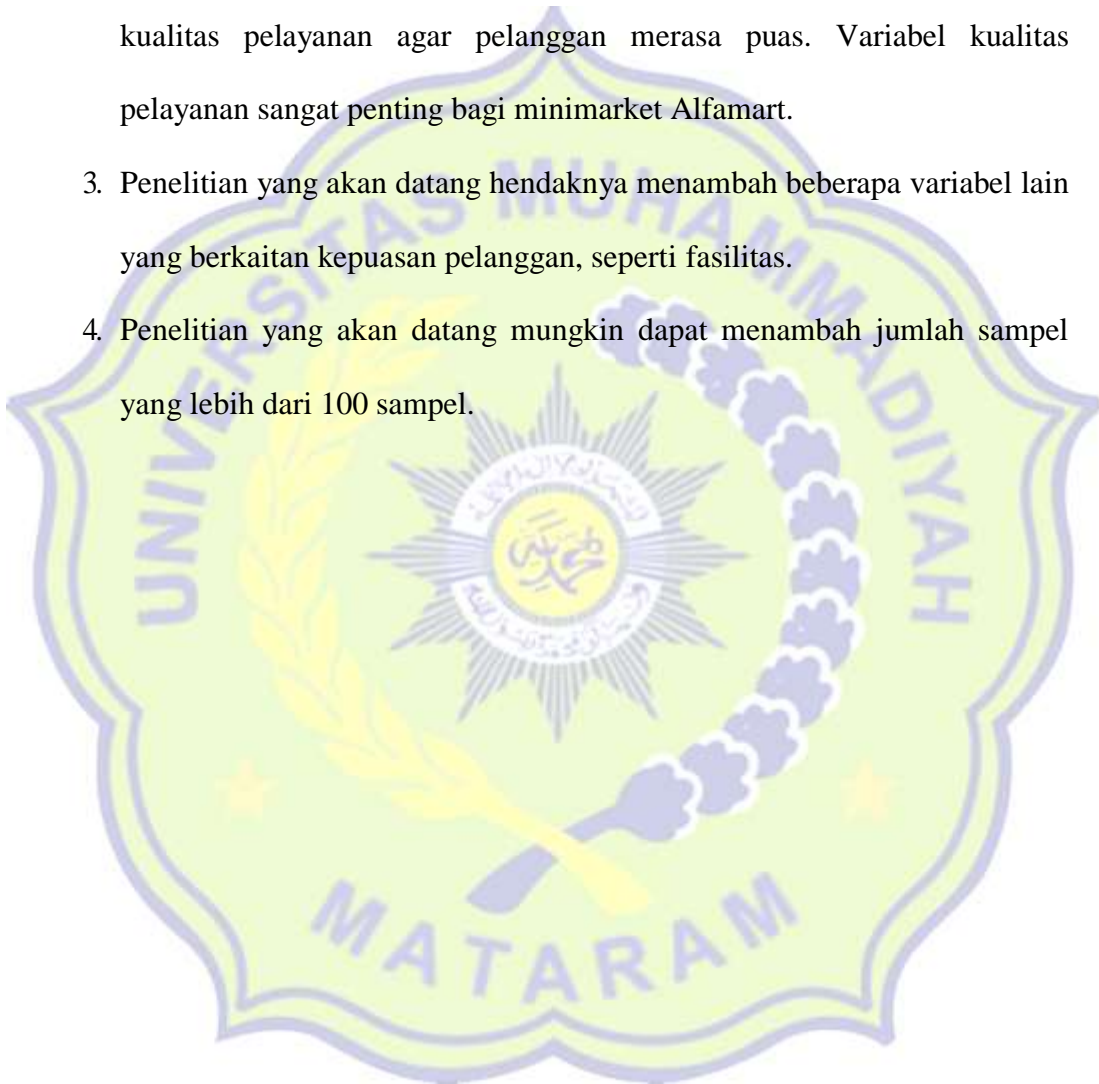 kualitas pelayanan agar pelanggan merasa puas. Variabel kualitas
pelayanan sangat penting bagi minimarket Alfamart.
3. Penelitian yang akan datang hendaknya menambah beberapa variabel lain
yang berkaitan kepuasan pelanggan, seperti fasilitas.
4. Penelitian yang akan datang mungkin dapat menambah jumlah sampel
yang lebih dari 100 sampel.
UNIVERSITAS MUHAMMADIYAH
MATARAM